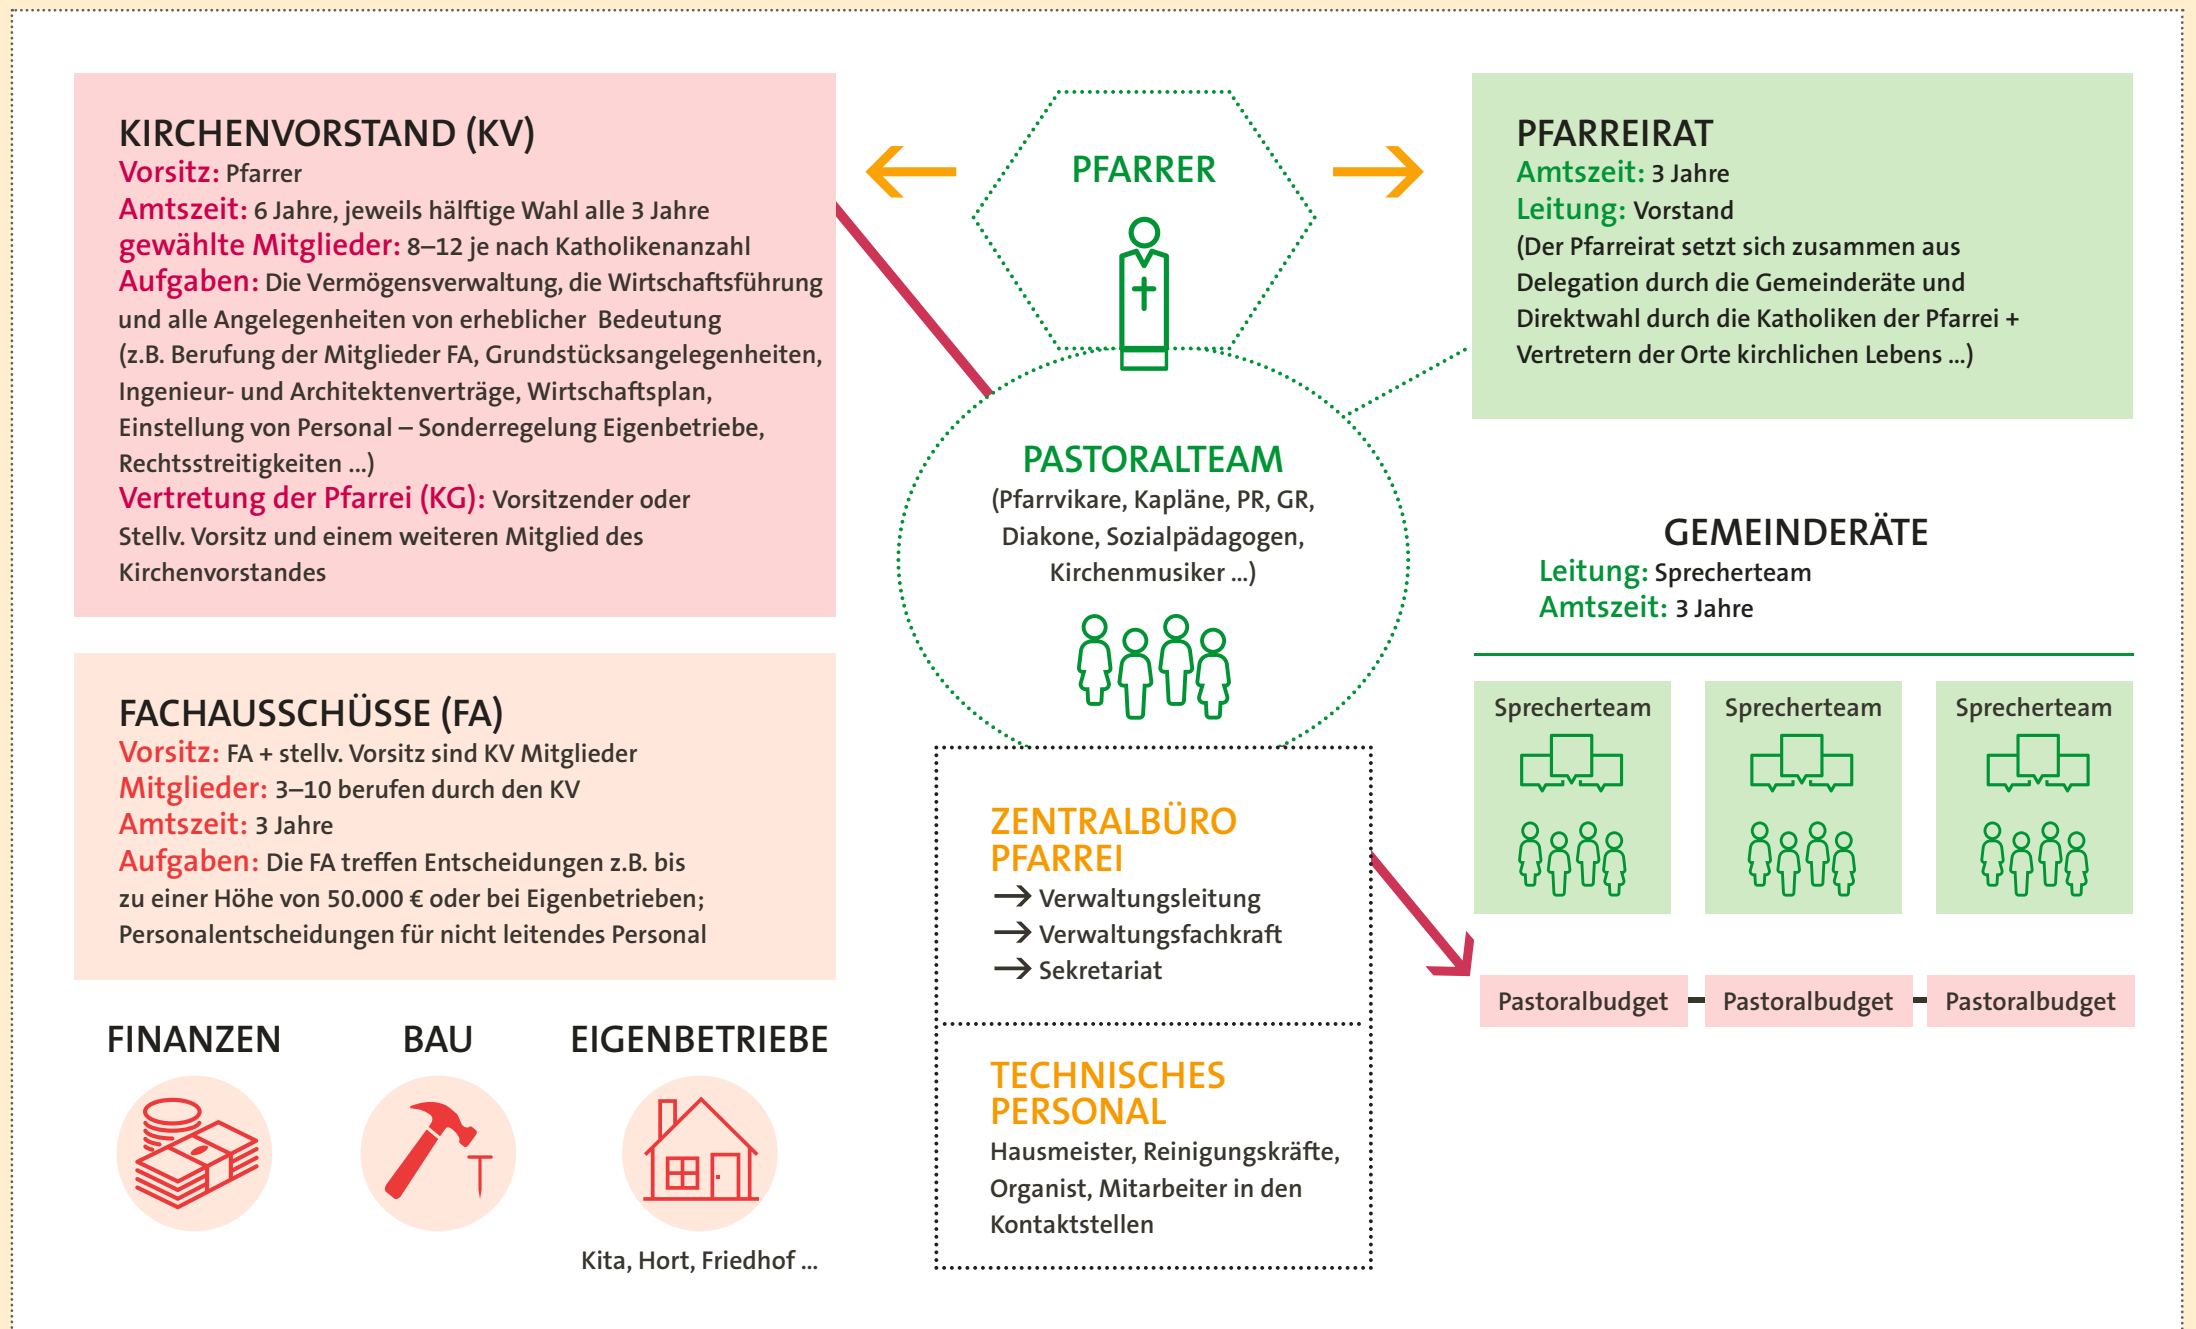 KIRCHENVORSTAND (KV)
Vorsitz: Pfarrer
Amtszeit: 6 Jahre, jeweils hälftige Wahl alle 3 Jahre
gewählte Mitglieder: 8–12 je nach Katholikenanzahl
Aufgaben: Die Vermögensverwaltung, die Wirtschaftsführung
und alle Angelegenheiten von erheblicher Bedeutung
(z.B. Berufung der Mitglieder FA, Grundstücksangelegenheiten,
Ingenieur- und Architektenverträge, Wirtschaftsplan,
Einstellung von Personal – Sonderregelung Eigenbetriebe,
Rechtsstreitigkeiten ...)
Vertretung der Pfarrei (KG): Vorsitzender oder
Stellv. Vorsitz und einem weiteren Mitglied des
Kirchenvorstandes
FACHAUSSCHÜSSE (FA)
Vorsitz: FA + stellv. Vorsitz sind KV Mitglieder
Mitglieder: 3–10 berufen durch den KV
Amtszeit: 3 Jahre
Aufgaben: Die FA treffen Entscheidungen z.B. bis
zu einer Höhe von 50.000 € oder bei Eigenbetrieben;
Personalentscheidungen für nicht leitendes Personal
FINANZEN
BAU
EIGENBETRIEBE
Kita, Hort, Friedhof ...
PFARRER
PASTORALTEAM
(Pfarrvikare, Kapläne, PR, GR,
Diakone, Sozialpädagogen,
Kirchenmusiker ...)
ZENTRALBÜRO
PFARREI
→ Verwaltungsleitung
→ Verwaltungsfachkraft
→ Sekretariat
TECHNISCHES
PERSONAL
Hausmeister, Reinigungskräfte,
Organist, Mitarbeiter in den
Kontaktstellen
PFARREIRAT
Amtszeit: 3 Jahre
Leitung: Vorstand
(Der Pfarreirat setzt sich zusammen aus
Delegation durch die Gemeinderäte und
Direktwahl durch die Katholiken der Pfarrei +
Vertretern der Orte kirchlichen Lebens ...)
GEMEINDERÄTE
Leitung: Sprecherteam
Amtszeit: 3 Jahre
Sprecherteam
Sprecherteam
Sprecherteam
Pastoralbudget
Pastoralbudget
Pastoralbudget